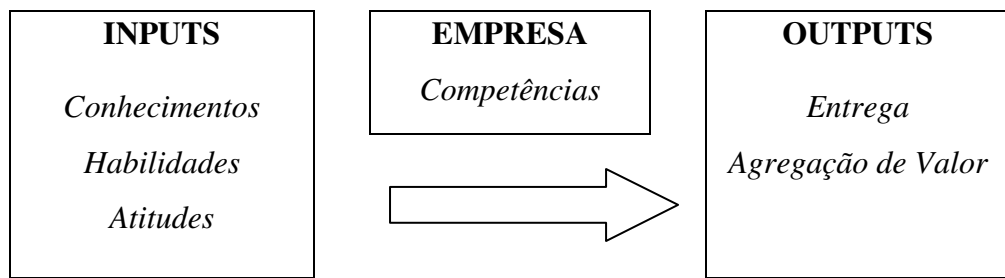 INPUTS
Conhecimentos
Habilidades
Atitudes
EMPRESA
Competências
OUTPUTS
Entrega
Agregação de Valor